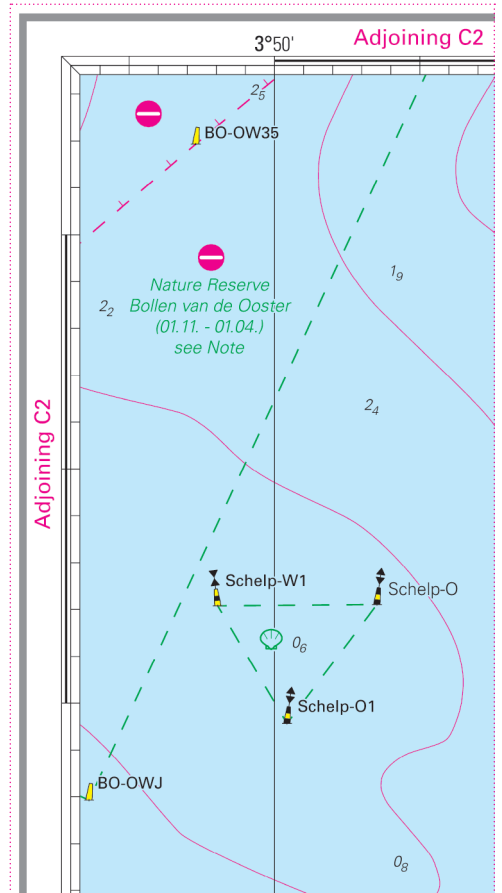 Adjoining C2
3°50'
2₅
BO-OW35
Nature Reserve
Bollen van de Ooster
(01.11. - 01.04.)
see Note
1₉
2₂
2₄
Adjoining C2
Schelp-W1
Schelp-O
0₆
Schelp-O1
BO-OWJ
0₈